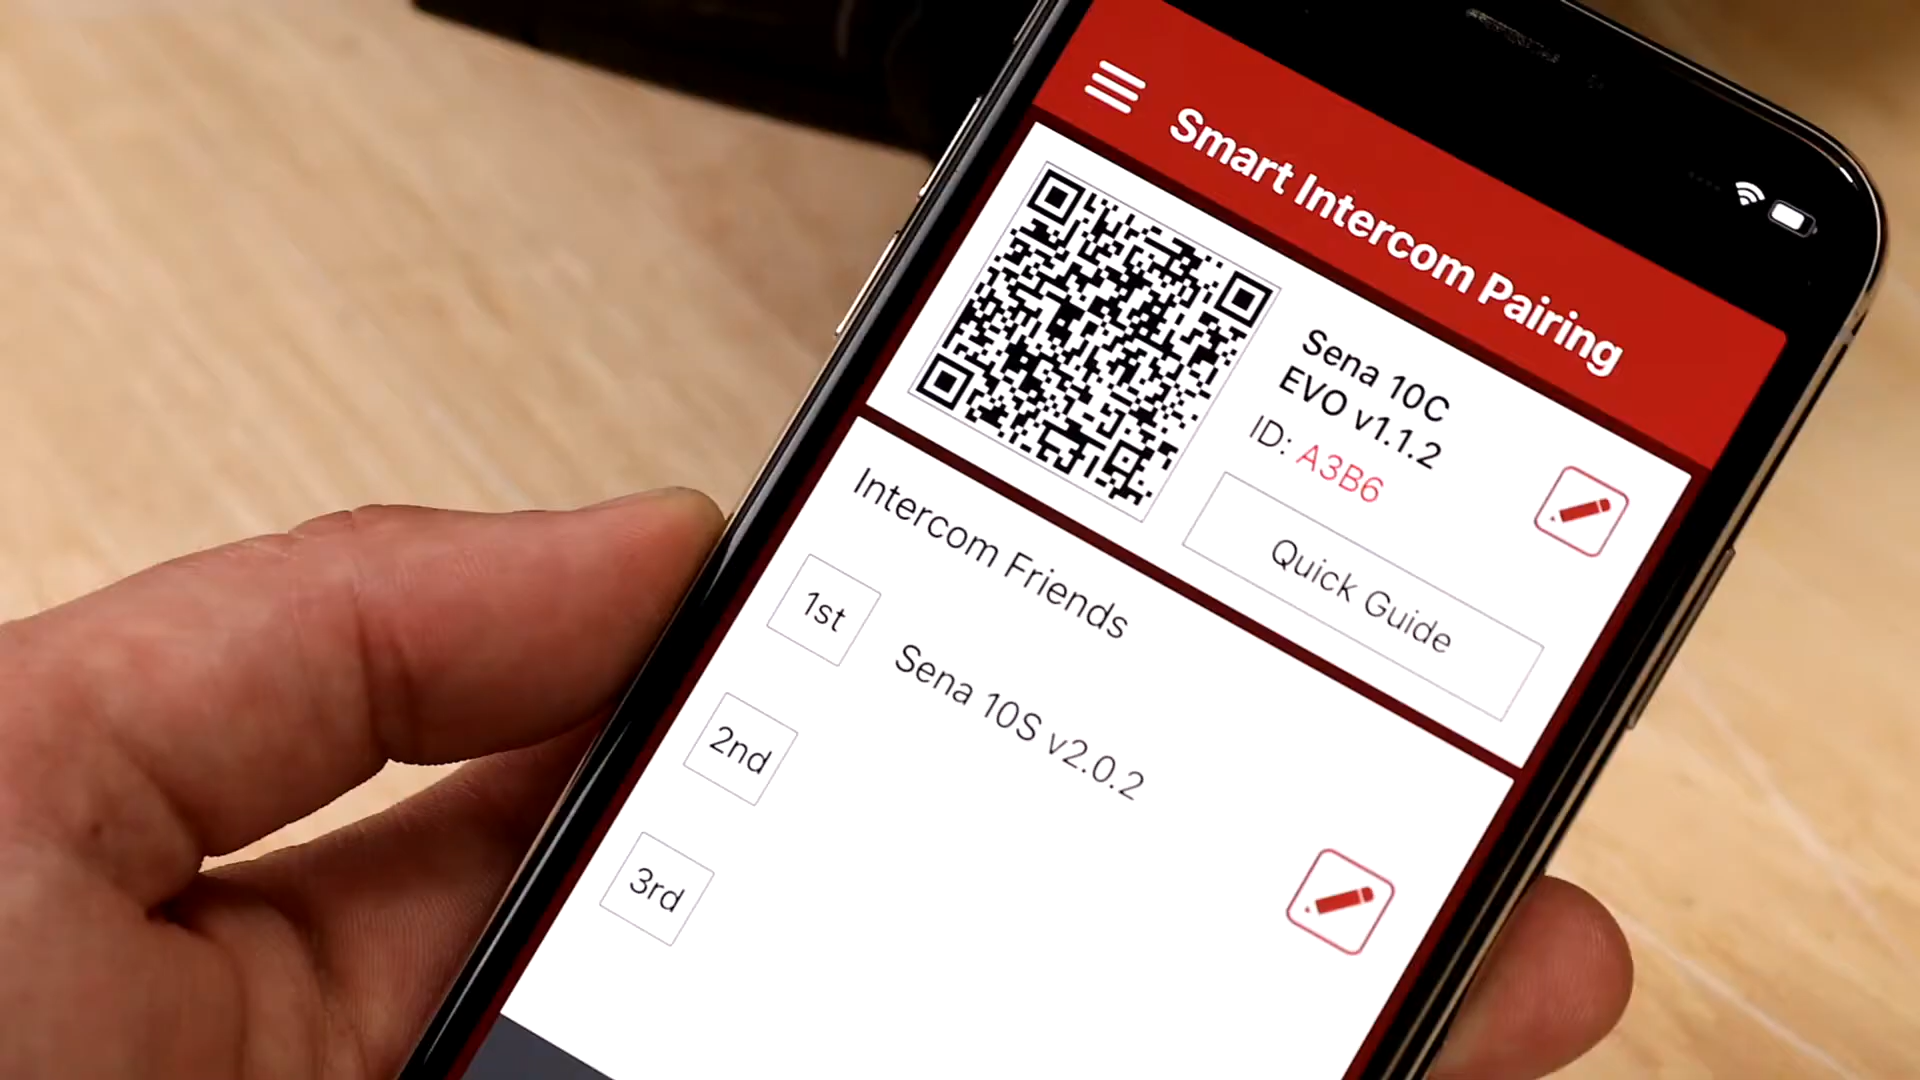 Smart Intercom Pairing
Sena 10C
EVO v1.1.2
ID: A3B6
Quick Guide
Intercom Friends
1st
Sena 10S v2.0.2
2nd
3rd